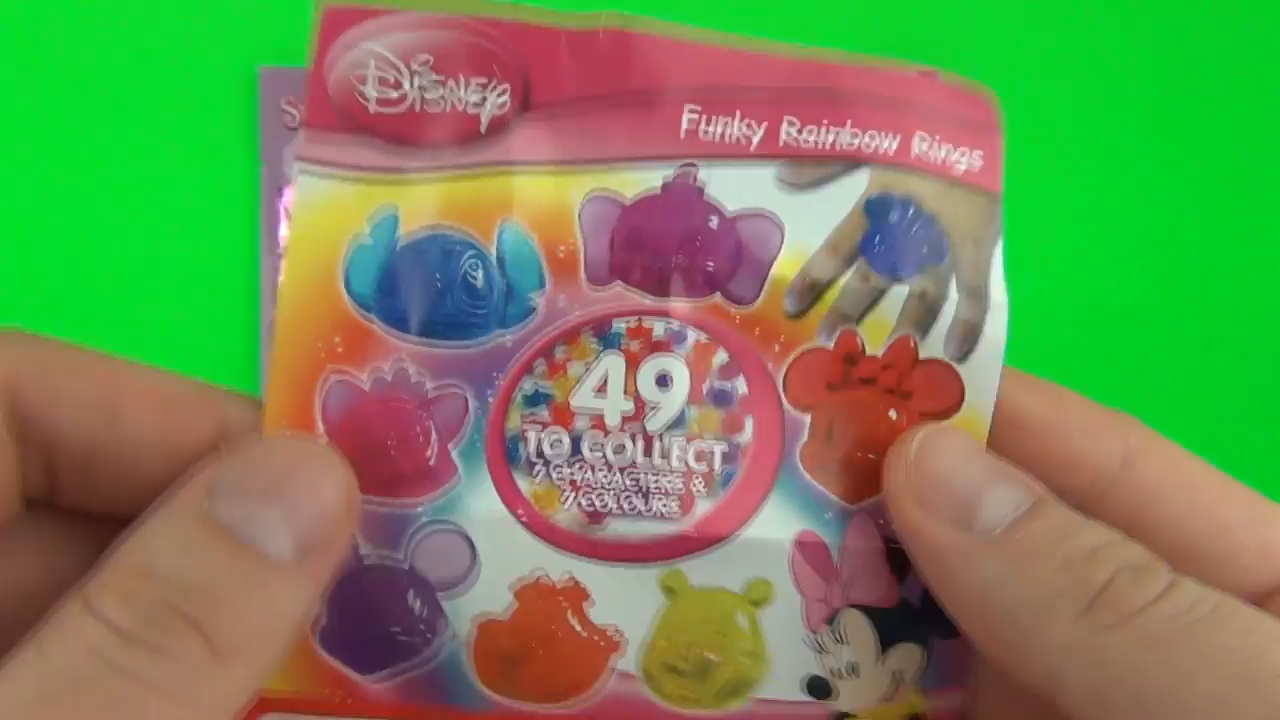 Disney
Funky Rainbow Rings
49
TO COLLECT
7 CHARACTERS &
7 COLOURS